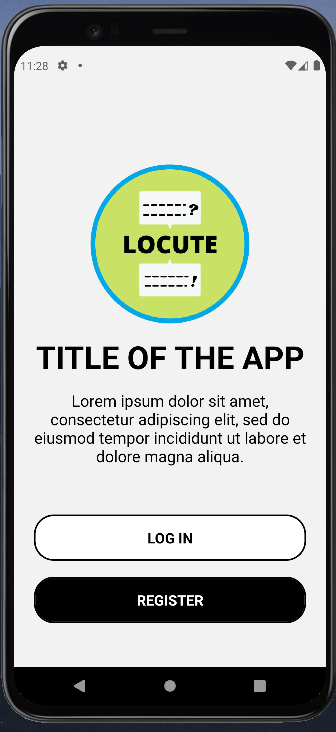 11:28
?
LOCUTE
!
TITLE OF THE APP
Lorem ipsum dolor sit amet,
consectetur adipiscing elit, sed do
eiusmod tempor incididunt ut labore et
dolore magna aliqua.
LOG IN
REGISTER